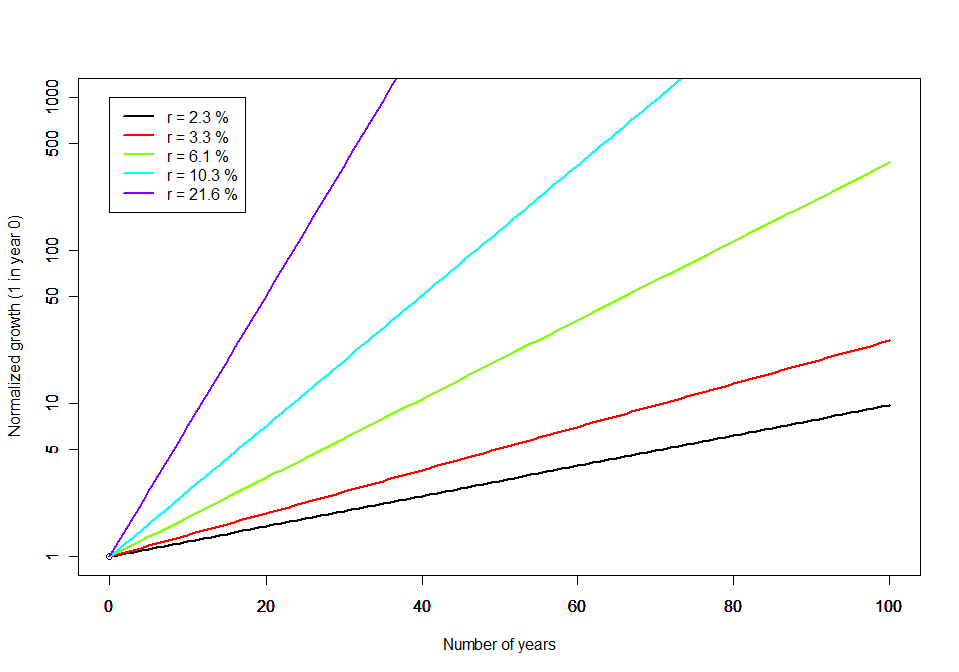 Normalized growth (1 in year 0)
1000
500
100
50
10
5
1
r = 2.3 %
r = 3.3 %
r = 6.1 %
r = 10.3 %
r = 21.6 %
0 20 40 60 80 100
Number of years